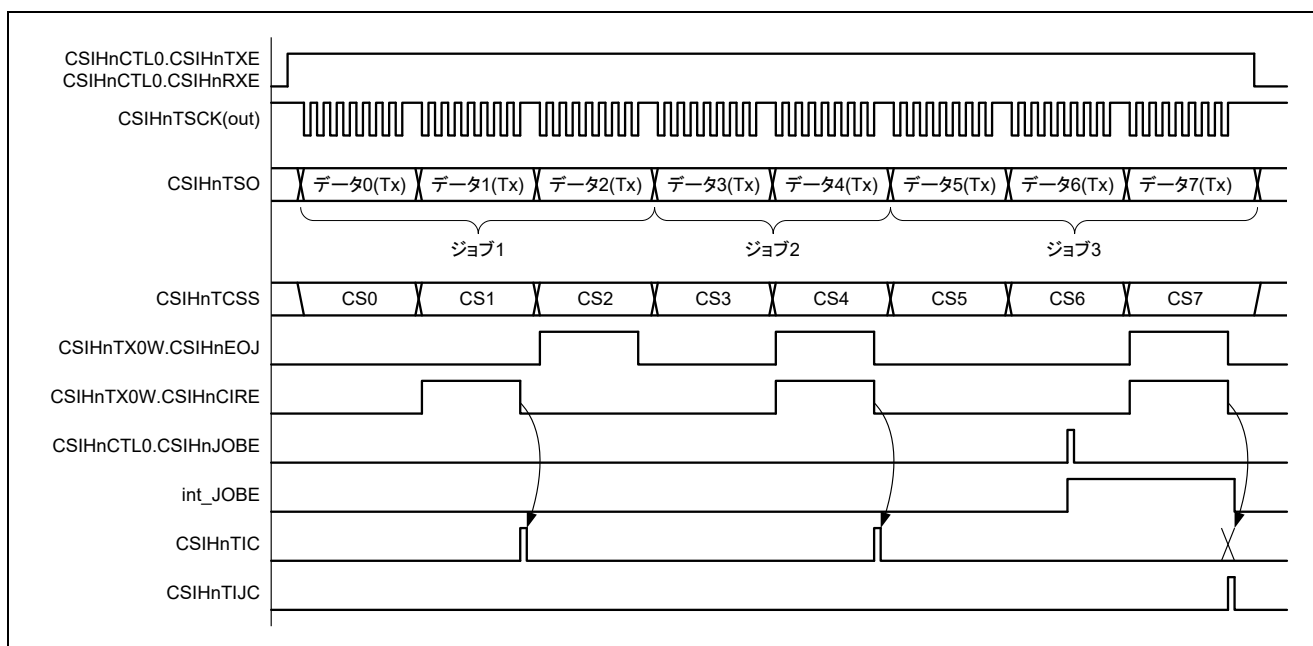 CSIHnCTL0.CSIHnTXE
CSIHnCTL0.CSIHnRXE
CSIHnTSCK(out)
CSIHnTSO
データ0(Tx) データ1(Tx) データ2(Tx) データ3(Tx) データ4(Tx) データ5(Tx) データ6(Tx) データ7(Tx)
ジョブ1 ジョブ2 ジョブ3
CSIHnTCSS
CS0 CS1 CS2 CS3 CS4 CS5 CS6 CS7
CSIHnTX0W.CSIHnEOJ
CSIHnTX0W.CSIHnCIRE
CSIHnCTL0.CSIHnJOBE
int_JOBE
CSIHnTIC
CSIHnTIJC